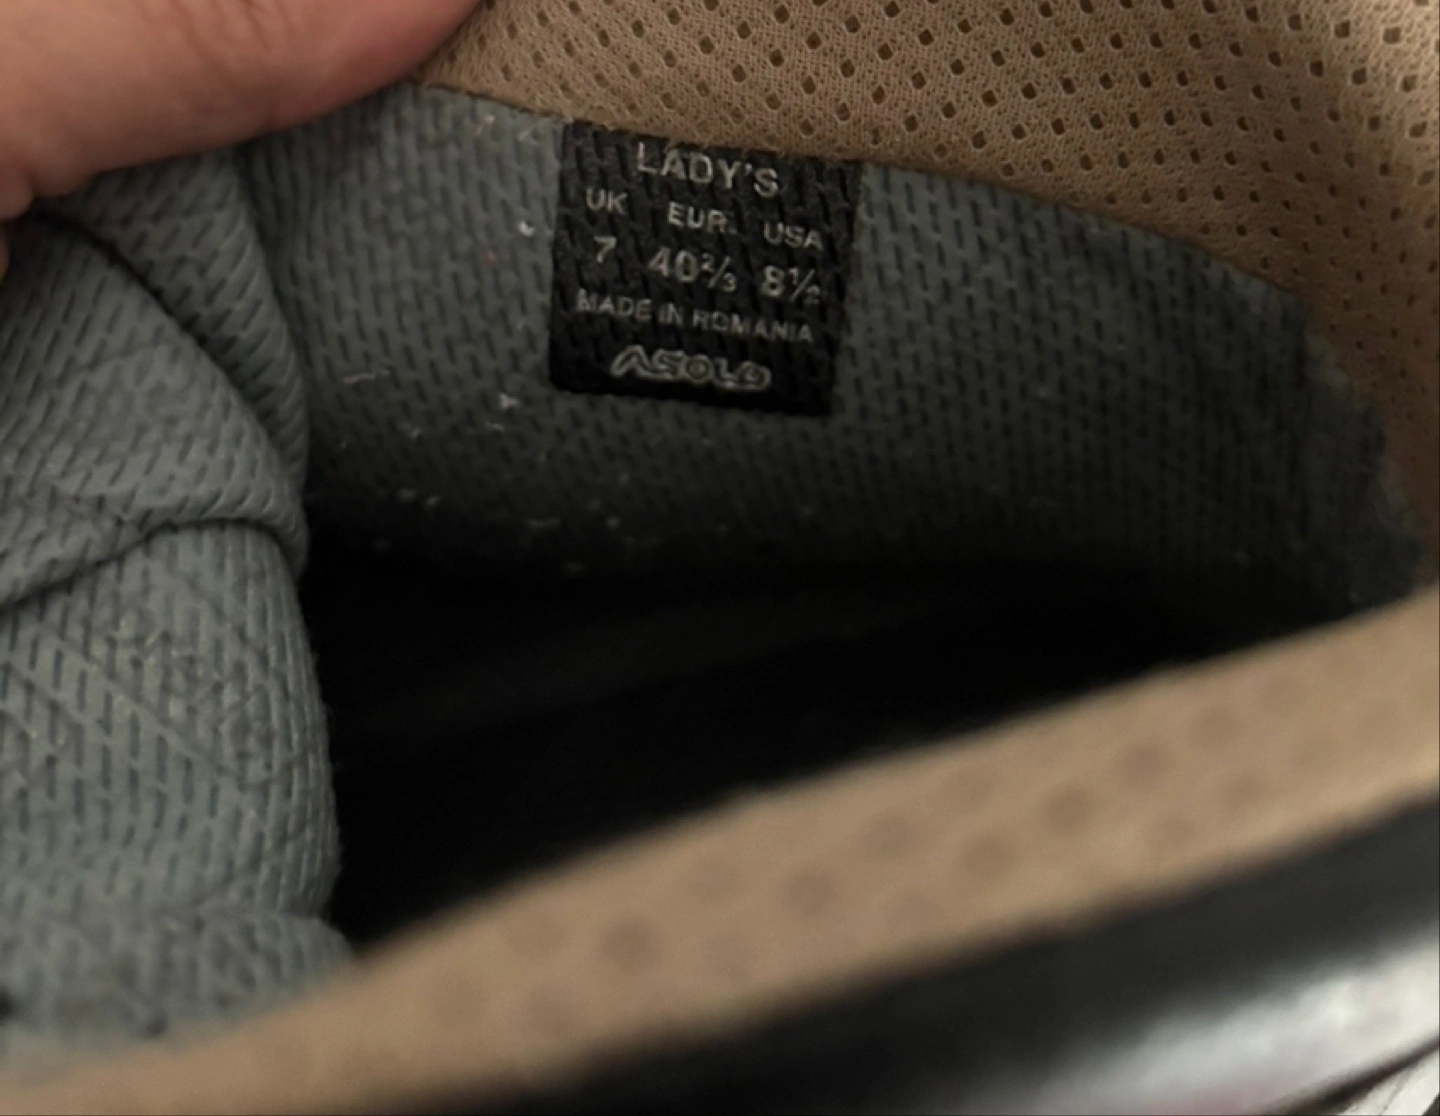 LADY'S
UK EUR. USA
7 40⅔ 8½
MADE IN ROMANIA
ASOLO